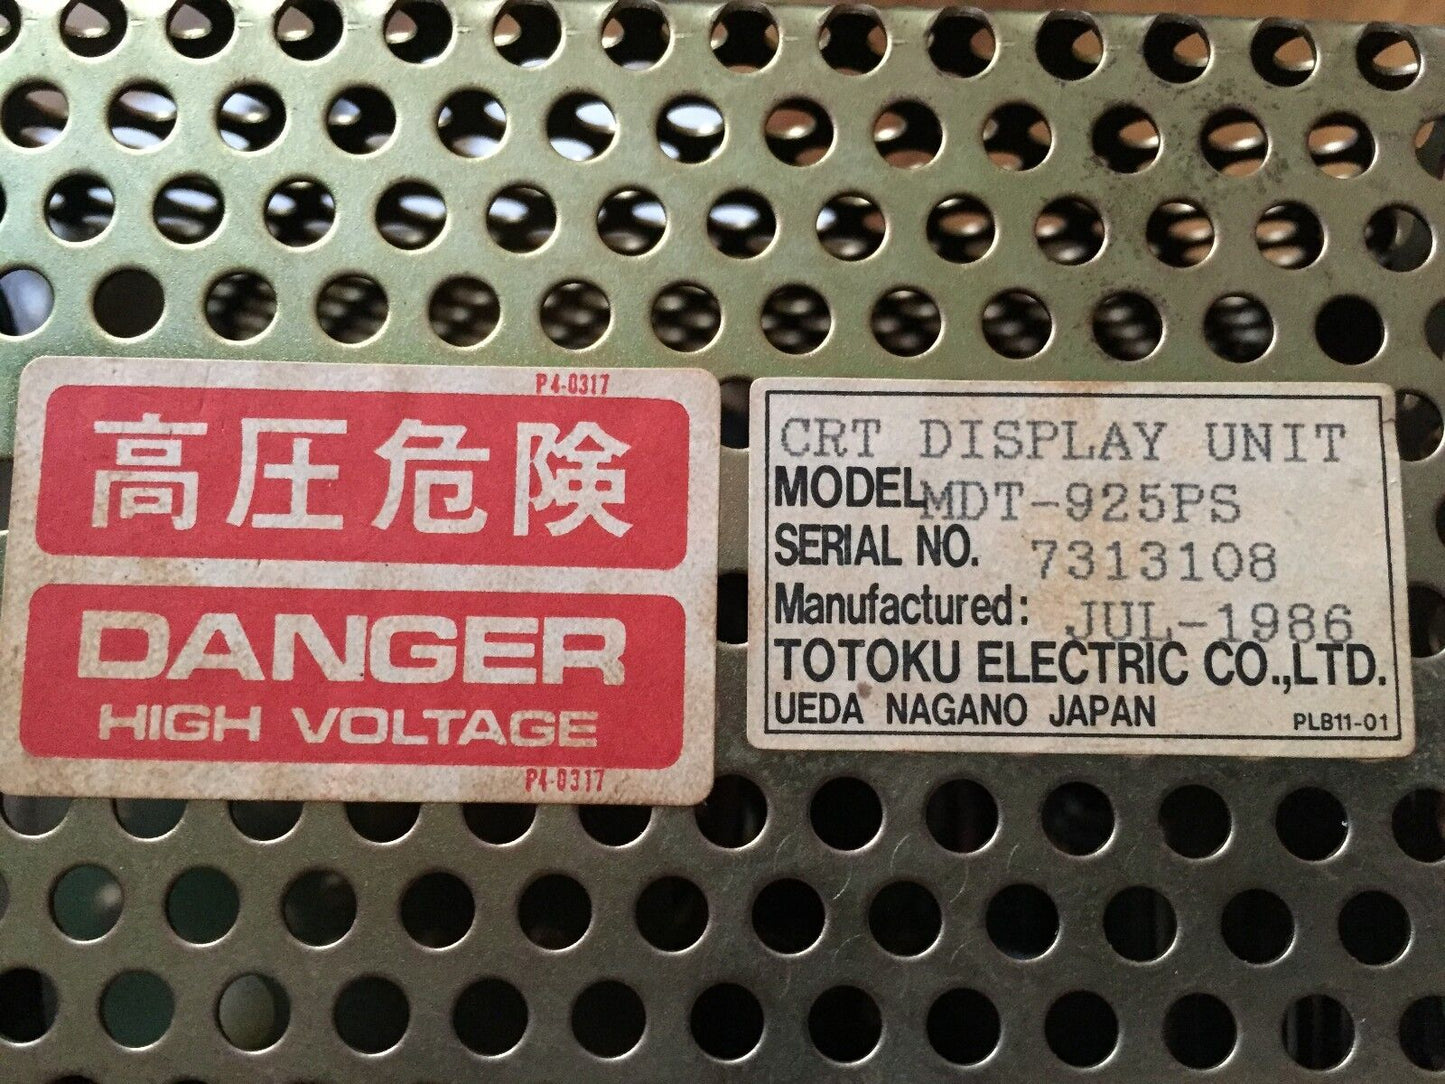 P4-0317
高圧危険
DANGER
HIGH VOLTAGE
P4-0317
CRT DISPLAY UNIT
MODEL MDT-925PS
SERIAL NO. 7313108
Manufactured: JUL-1986
TOTOKU ELECTRIC CO.,LTD.
UEDA NAGANO JAPAN PLB11-01